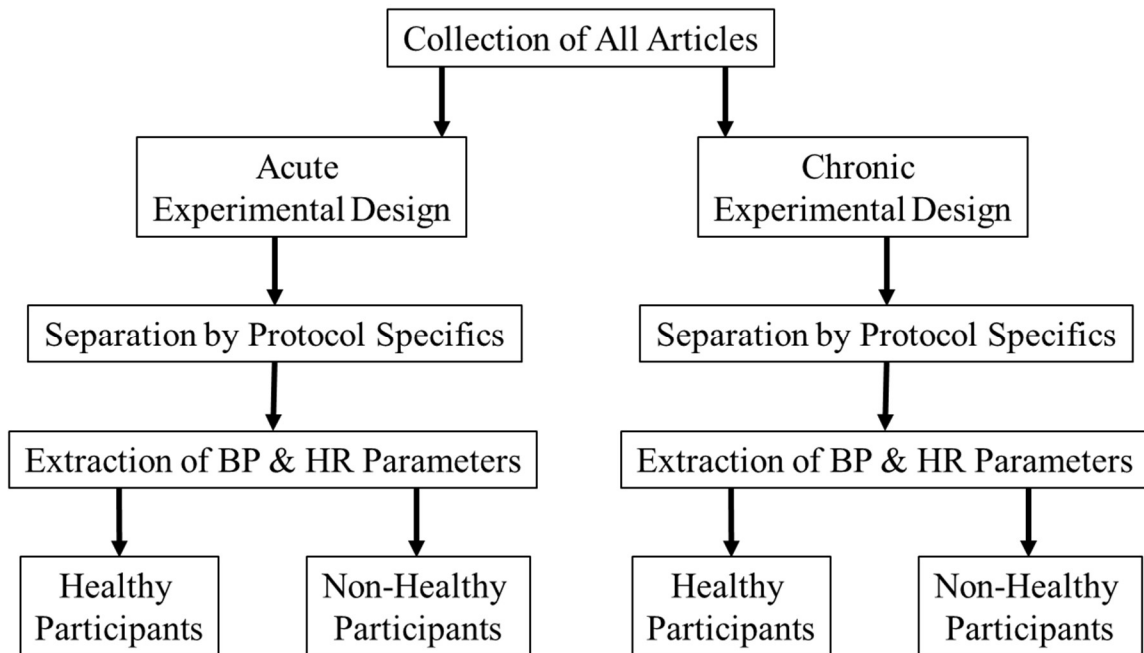 Collection of All Articles
Acute
Experimental Design
Chronic
Experimental Design
Separation by Protocol Specifics
Separation by Protocol Specifics
Extraction of BP & HR Parameters
Extraction of BP & HR Parameters
Healthy
Participants
Non-Healthy
Participants
Healthy
Participants
Non-Healthy
Participants